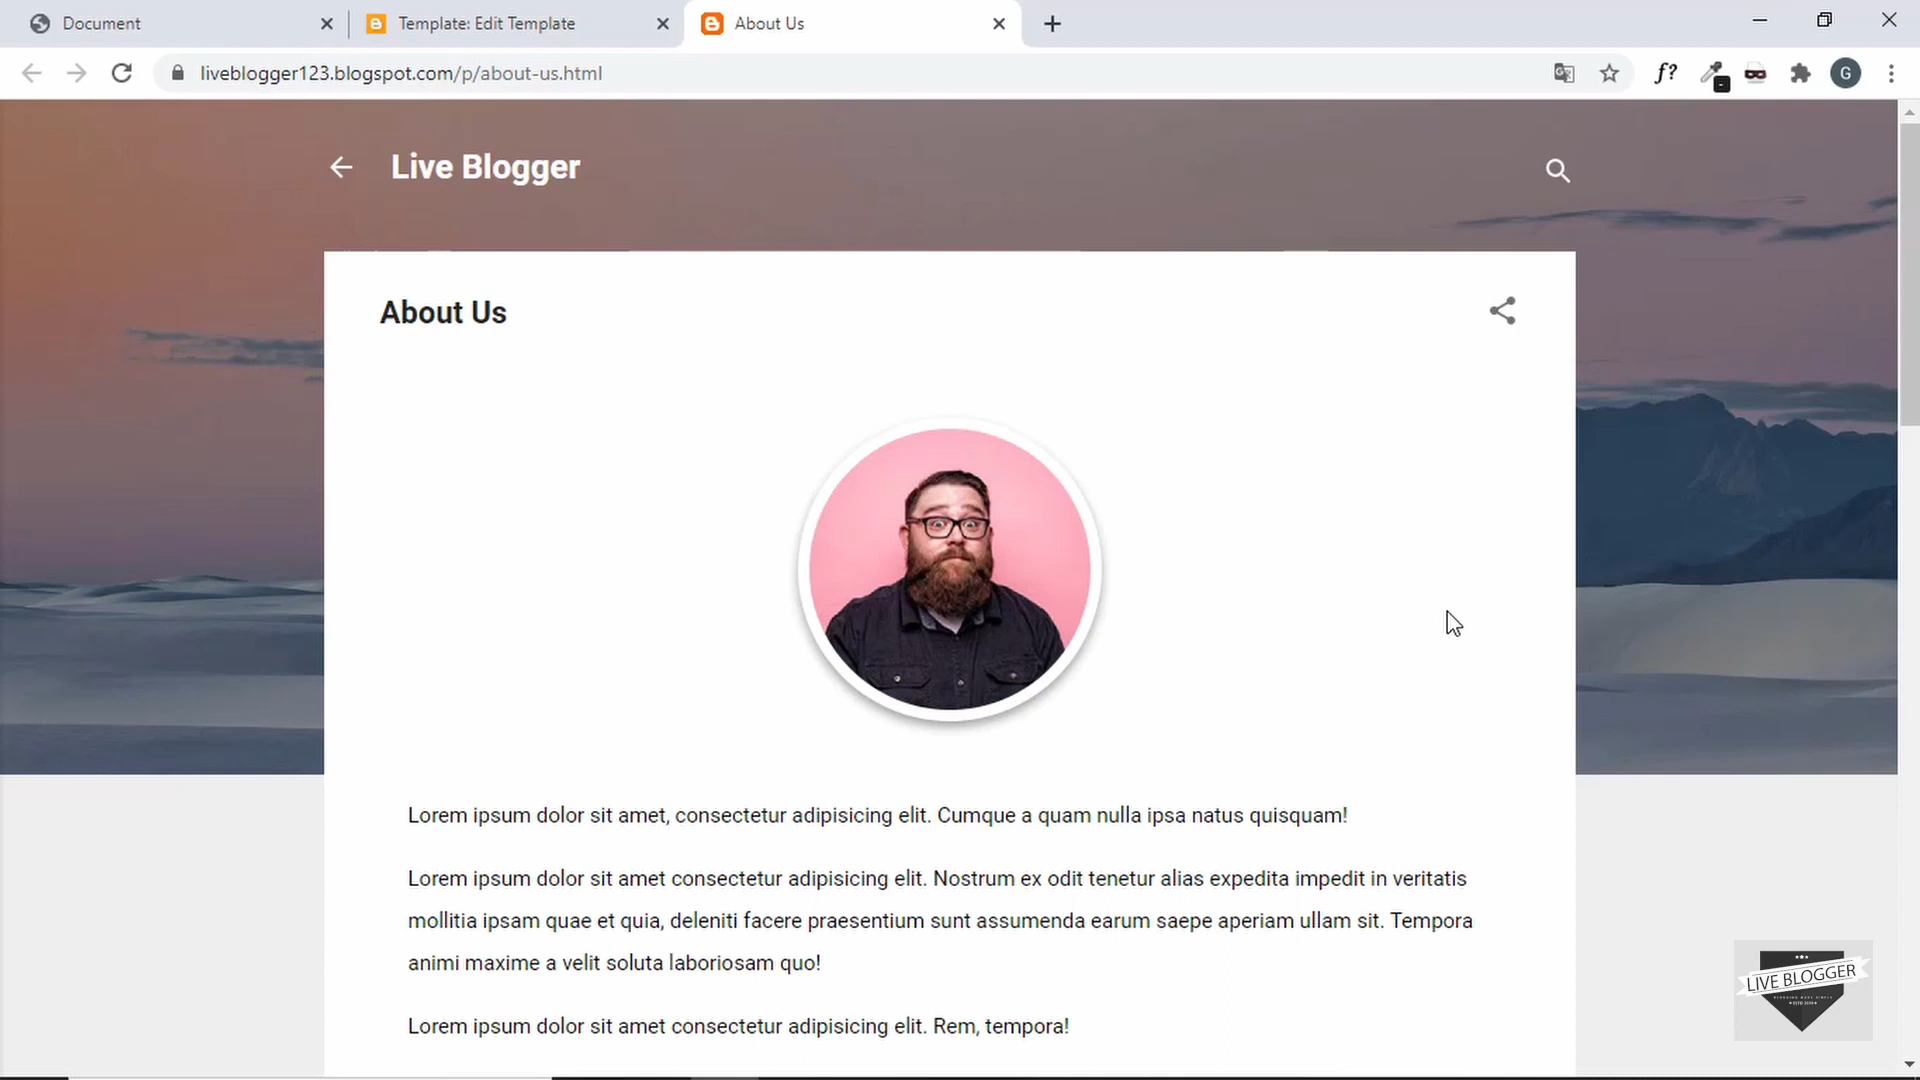 Document
Template: Edit Template
About Us
liveblogger123.blogspot.com/p/about-us.html
f?
G
Live Blogger
About Us
Lorem ipsum dolor sit amet, consectetur adipisicing elit. Cumque a quam nulla ipsa natus quisquam!
Lorem ipsum dolor sit amet consectetur adipisicing elit. Nostrum ex odit tenetur alias expedita impedit in veritatis
mollitia ipsam quae et quia, deleniti facere praesentium sunt assumenda earum saepe aperiam ullam sit. Tempora
animi maxime a velit soluta laboriosam quo!
Lorem ipsum dolor sit amet consectetur adipisicing elit. Rem, tempora!
LIVE BLOGGER